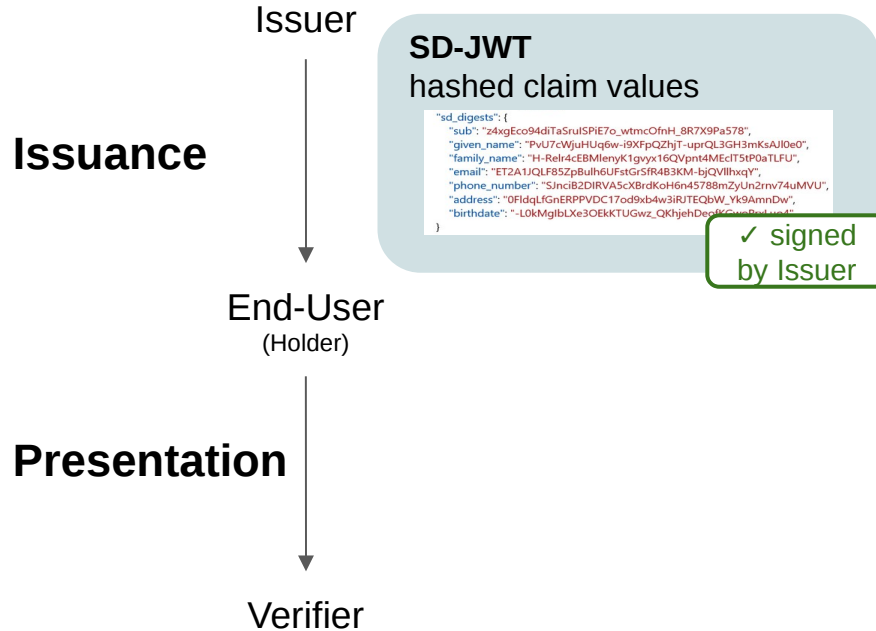 Issuer
SD-JWT
hashed claim values
"sd_digests": {
"sub": "z4xgEco94diTaSruISPiE7o_wtmcOfnH_8R7X9Pa578",
"given_name": "PvU7cWjuHUq6w-i9XFpQZhjT-uprQL3GH3mKsAJl0e0",
"family_name": "H-Relr4cEBMlenyK1gvyx16QVpnt4MEclT5tP0aTLFU",
"email": "ET2A1JQLF85ZpBulh6UFstGrSfR4B3KM-bjQVllhxqY",
"phone_number": "SJnciB2DIRVA5cXBrdKoH6n45788mZyUn2rnv74uMVU",
"address": "0FldqLfGnERPPVDC17od9xb4w3iRJTEQbW_Yk9AmnDw",
"birthdate":
}
✓ signed
by Issuer
Issuance
End-User
(Holder)
Presentation
Verifier